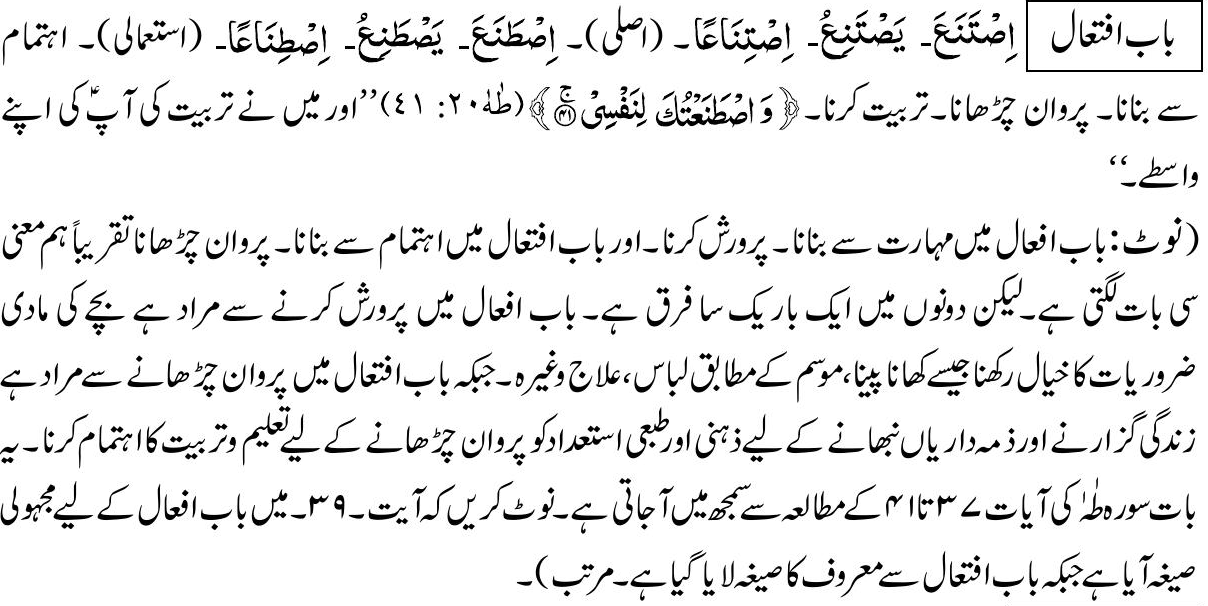 باب افتعال اِصْتَنَعَ۔ یَصْتَنِعُ۔ اِصْتِنَاعًا۔ (اصلی)۔ اِصْطَنَعَ۔ یَصْطَنِعُ۔ اِصْطِنَاعًا۔ (استعمالی)۔ اہتمام
سے بنانا۔ پروان چڑھانا۔تربیت کرنا۔ ﴿وَ اصْطَنَعْتُكَ لِنَفْسِیْ ۚ۝۴۱﴾ (طٰہٰ ۲۰: ٤١) ’’اور میں نے تربیت کی آپؑ کی اپنے
واسطے۔‘‘
(نوٹ: باب افعال میں مہارت سے بنانا۔ پرورش کرنا۔اور باب افتعال میں اہتمام سے بنانا۔ پروان چڑھانا تقریباً ہم معنی
سی بات لگتی ہے۔لیکن دونوں میں ایک باریک سا فرق ہے۔ باب افعال میں پرورش کرنے سے مراد ہے بچے کی مادی
ضروریات کا خیال رکھنا جیسے کھانا پینا، موسم کے مطابق لباس، علاج وغیرہ۔جبکہ باب افتعال میں پروان چڑھانے سے مراد ہے
زندگی گزارنے اور ذمہ داریاں نبھانے کے لیے ذہنی اور طبعی استعداد کو پروان چڑھانے کے لیے تعلیم و تربیت کا اہتمام کرنا۔ یہ
بات سورہ طٰہٰ کی آیات ۳۷ تا ۴۱ کے مطالعہ سے سمجھ میں آ جاتی ہے۔نوٹ کریں کہ آیت۔۳۹۔میں باب افعال کے لیے مجہولی
صیغہ آیا ہے جبکہ باب افتعال سے معروف کا صیغہ لایا گیا ہے۔مرتب)۔